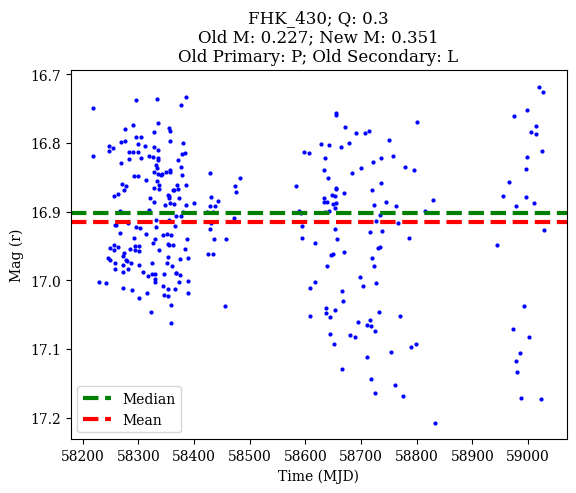 FHK_430; Q: 0.3
Old M: 0.227; New M: 0.351
Old Primary: P; Old Secondary: L
16.7
16.8
16.9
17.0
17.1
17.2
Mag (r)
Median
Mean
58200 58300 58400 58500 58600 58700 58800 58900 59000
Time (MJD)